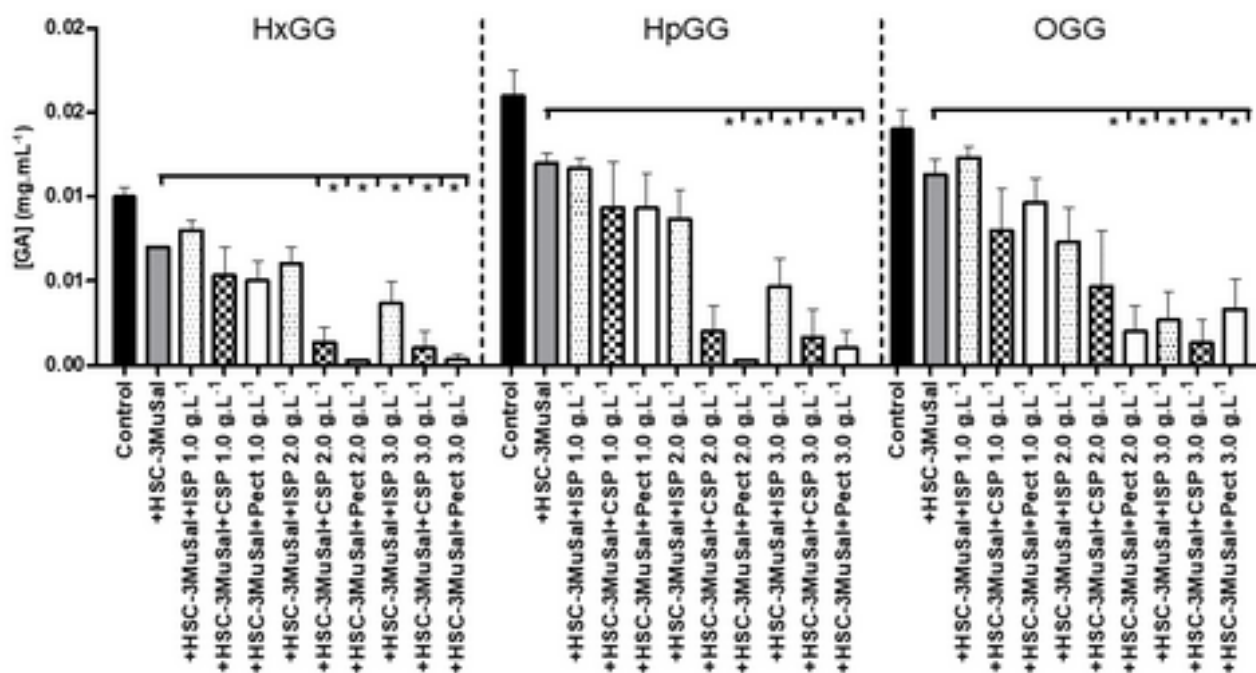 HxGG
HpGG
OGG
[GA] (mg.mL⁻¹)
0.02
0.02
0.01
0.01
0.00
* * * * *
* * * * *
* * * * *
Control
+HSC-3MuSal
+HSC-3MuSal+ISP 1.0 g.L⁻¹
+HSC-3MuSal+CSP 1.0 g.L⁻¹
+HSC-3MuSal+Pect 1.0 g.L⁻¹
+HSC-3MuSal+ISP 2.0 g.L⁻¹
+HSC-3MuSal+CSP 2.0 g.L⁻¹
+HSC-3MuSal+Pect 2.0 g.L⁻¹
+HSC-3MuSal+ISP 3.0 g.L⁻¹
+HSC-3MuSal+CSP 3.0 g.L⁻¹
+HSC-3MuSal+Pect 3.0 g.L⁻¹
Control
+HSC-3MuSal
+HSC-3MuSal+ISP 1.0 g.L⁻¹
+HSC-3MuSal+CSP 1.0 g.L⁻¹
+HSC-3MuSal+Pect 1.0 g.L⁻¹
+HSC-3MuSal+ISP 2.0 g.L⁻¹
+HSC-3MuSal+CSP 2.0 g.L⁻¹
+HSC-3MuSal+Pect 2.0 g.L⁻¹
+HSC-3MuSal+ISP 3.0 g.L⁻¹
+HSC-3MuSal+CSP 3.0 g.L⁻¹
+HSC-3MuSal+Pect 3.0 g.L⁻¹
Control
+HSC-3MuSal
+HSC-3MuSal+ISP 1.0 g.L⁻¹
+HSC-3MuSal+CSP 1.0 g.L⁻¹
+HSC-3MuSal+Pect 1.0 g.L⁻¹
+HSC-3MuSal+ISP 2.0 g.L⁻¹
+HSC-3MuSal+CSP 2.0 g.L⁻¹
+HSC-3MuSal+Pect 2.0 g.L⁻¹
+HSC-3MuSal+ISP 3.0 g.L⁻¹
+HSC-3MuSal+CSP 3.0 g.L⁻¹
+HSC-3MuSal+Pect 3.0 g.L⁻¹